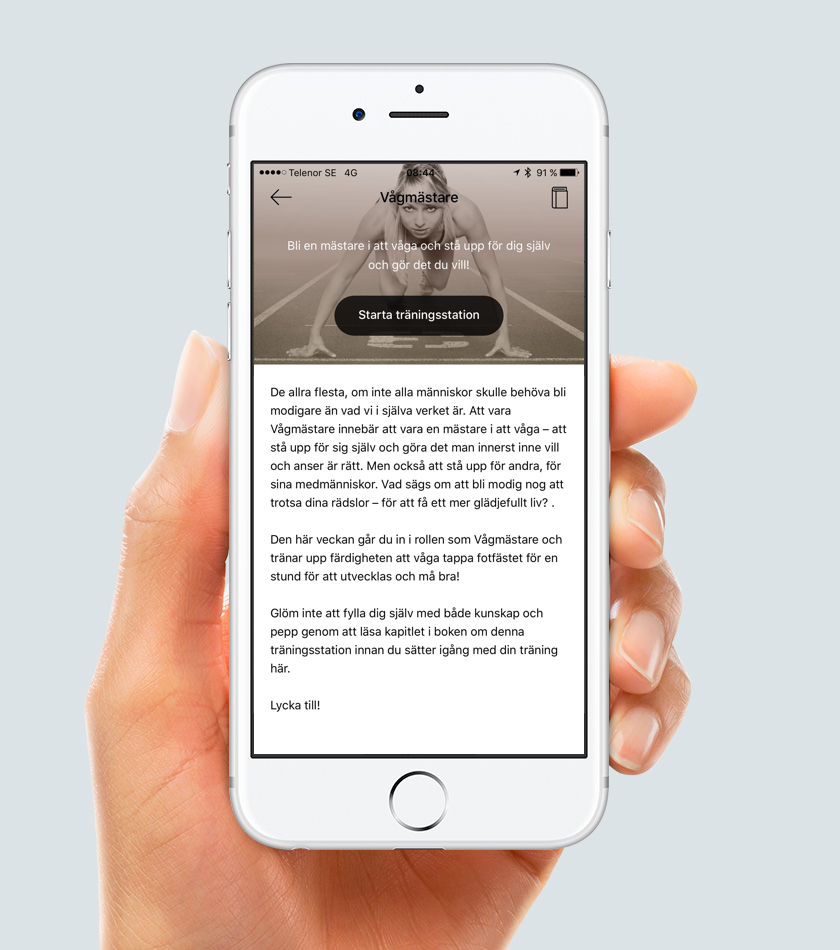 Telenor SE 4G 08:44 91 %
Vågmästare
Bli en mästare i att våga och stå upp för dig själv
och gör det du vill!
Starta träningsstation
De allra flesta, om inte alla människor skulle behöva bli
modigare än vad vi i själva verket är. Att vara
Vågmästare innebär att vara en mästare i att våga – att
stå upp för sig själv och göra det man innerst inne vill
och anser är rätt. Men också att stå upp för andra, för
sina medmänniskor. Vad sägs om att bli modig nog att
trotsa dina rädslor – för att få ett mer glädjefullt liv? .
Den här veckan går du in i rollen som Vågmästare och
tränar upp färdigheten att våga tappa fotfästet för en
stund för att utvecklas och må bra!
Glöm inte att fylla dig själv med både kunskap och
pepp genom att läsa kapitlet i boken om denna
träningsstation innan du sätter igång med din träning
här.
Lycka till!